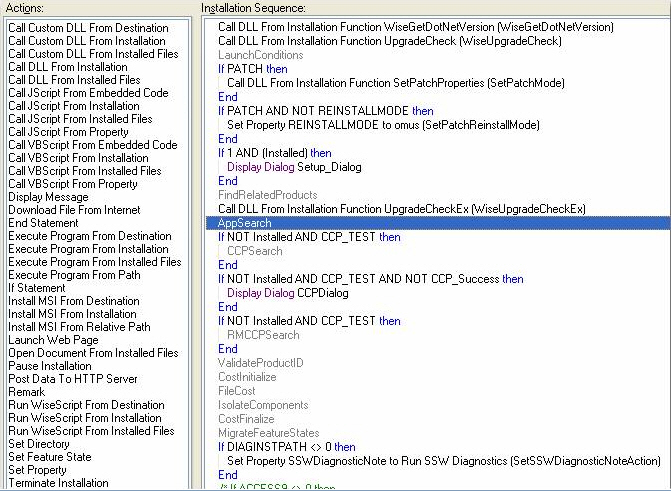 Actions:
Call Custom DLL From Destination
Call Custom DLL From Installation
Call Custom DLL From Installed Files
Call DLL From Installation
Call DLL From Installed Files
Call JScript From Embedded Code
Call JScript From Installation
Call JScript From Installed Files
Call JScript From Property
Call VBScript From Embedded Code
Call VBScript From Installation
Call VBScript From Installed Files
Call VBScript From Property
Display Message
Download File From Internet
End Statement
Execute Program From Destination
Execute Program From Installation
Execute Program From Installed Files
Execute Program From Path
If Statement
Install MSI From Destination
Install MSI From Installation
Install MSI From Relative Path
Launch Web Page
Open Document From Installed Files
Pause Installation
Post Data To HTTP Server
Remark
Run WiseScript From Destination
Run WiseScript From Installation
Run WiseScript From Installed Files
Set Directory
Set Feature State
Set Property
Terminate Installation
Installation Sequence:
Call DLL From Installation Function WiseGetDotNetVersion (WiseGetDotNetVersion)
Call DLL From Installation Function UpgradeCheck (WiseUpgradeCheck)
LaunchConditions
If PATCH then
Call DLL From Installation Function SetPatchProperties (SetPatchMode)
End
If PATCH AND NOT REINSTALLMODE then
Set Property REINSTALLMODE to omus (SetPatchReinstallMode)
End
If 1 AND (Installed) then
Display Dialog Setup_Dialog
End
FindRelatedProducts
Call DLL From Installation Function UpgradeCheckEx (WiseUpgradeCheckEx)
AppSearch
If NOT Installed AND CCP_TEST then
CCPSearch
End
If NOT Installed AND CCP_TEST AND NOT CCP_Success then
Display Dialog CCPDialog
End
If NOT Installed AND CCP_TEST then
RMCCPSearch
End
ValidateProductID
CostInitialize
FileCost
IsolateComponents
CostFinalize
MigrateFeatureStates
If DIAGINSTPATH <> 0 then
Set Property SSWDiagnosticNote to Run SSW Diagnostics (SetSSWDiagnosticNoteAction)
End
/* If ACCESS9 <> 0 then